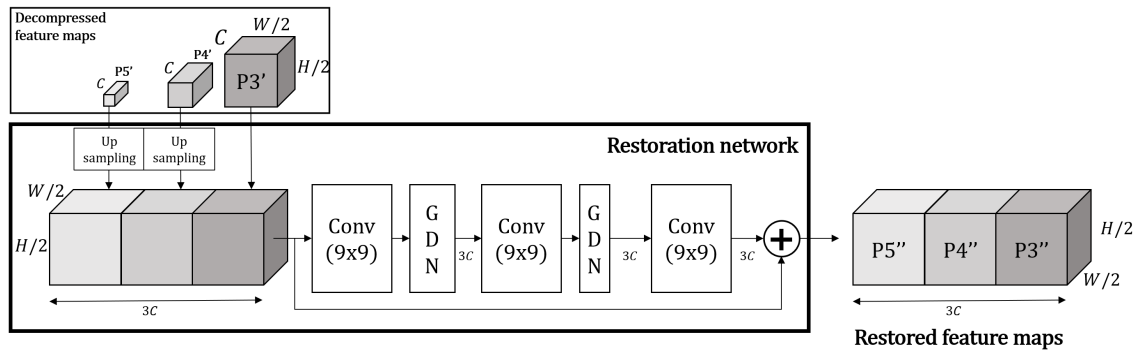 Decompressed
feature maps
P5'
C
P4'
C
W/2
C
P3'
H/2
Up
sampling
Up
sampling
Restoration network
W/2
H/2
3C
Conv
(9x9)
G
D
N
3C
Conv
(9x9)
G
D
N
3C
Conv
(9x9)
3C
P5''
P4''
P3''
H/2
W/2
3C
Restored feature maps